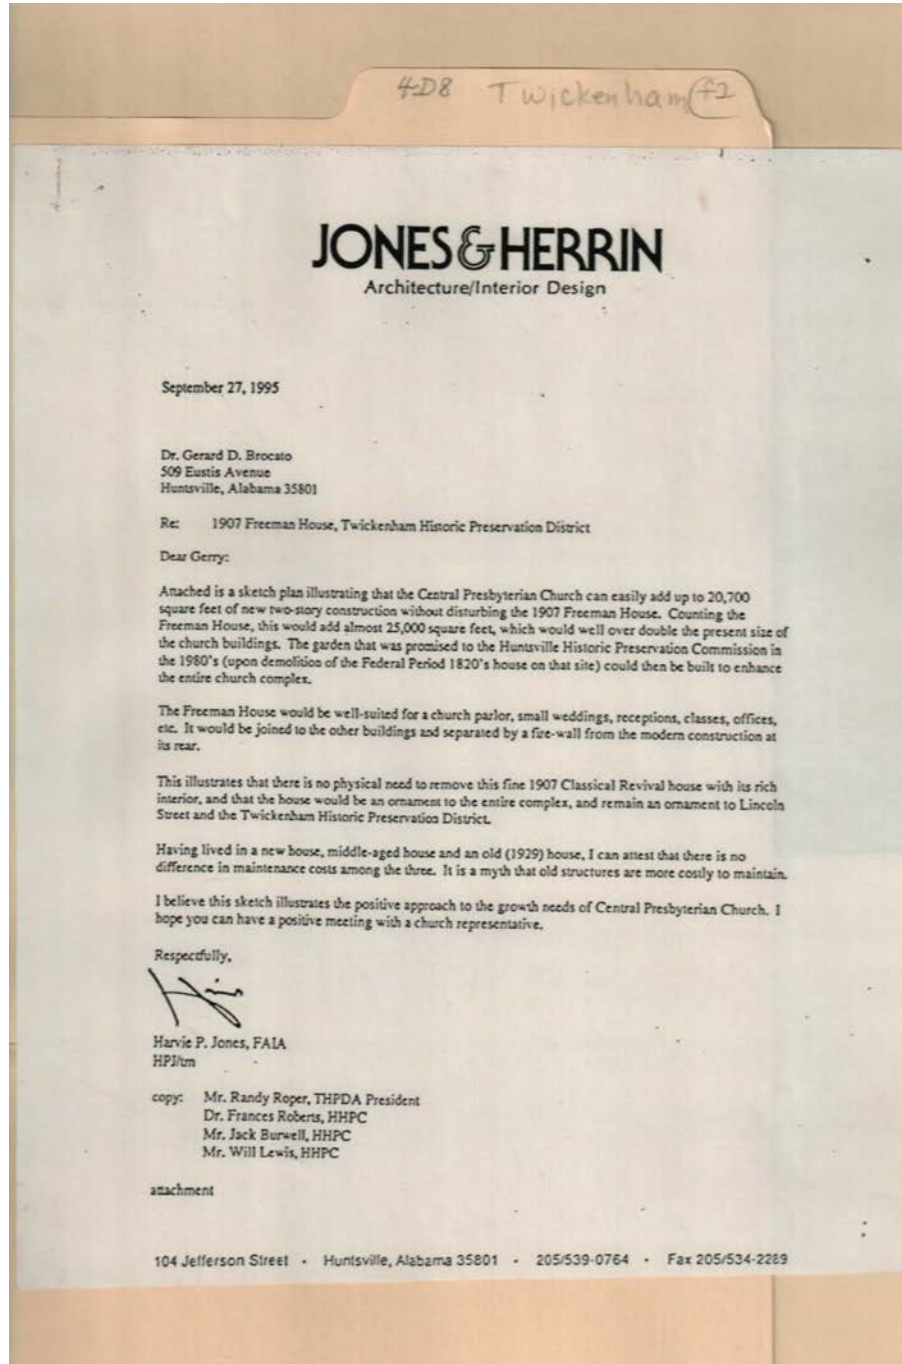 4-D8 Twickenham f2
JONES & HERRIN
Architecture/Interior Design
September 27, 1995
Dr. Gerard D. Brocato
509 Eustis Avenue
Huntsville, Alabama 35801
Re: 1907 Freeman House, Twickenham Historic Preservation District
Dear Gerry:
Attached is a sketch plan illustrating that the Central Presbyterian Church can easily add up to 20,700
square feet of new two-story construction without disturbing the 1907 Freeman House. Counting the
Freeman House, this would add almost 25,000 square feet, which would well over double the present size of
the church buildings. The garden that was promised to the Huntsville Historic Preservation Commission in
the 1980's (upon demolition of the Federal Period 1820's house on that site) could then be built to enhance
the entire church complex.
The Freeman House would be well-suited for a church parlor, small weddings, receptions, classes, offices,
etc. It would be joined to the other buildings and separated by a fire-wall from the modern construction at
its rear.
This illustrates that there is no physical need to remove this fine 1907 Classical Revival house with its rich
interior, and that the house would be an ornament to the entire complex, and remain an ornament to Lincoln
Street and the Twickenham Historic Preservation District.
Having lived in a new house, middle-aged house and an old (1929) house, I can attest that there is no
difference in maintenance costs among the three. It is a myth that old structures are more costly to maintain.
I believe this sketch illustrates the positive approach to the growth needs of Central Presbyterian Church. I
hope you can have a positive meeting with a church representative.
Respectfully,
Harvie P. Jones, FAIA
HPJ/tm
copy: Mr. Randy Roper, THPDA President
Dr. Frances Roberts, HHPC
Mr. Jack Burwell, HHPC
Mr. Will Lewis, HHPC
attachment
104 Jefferson Street • Huntsville, Alabama 35801 • 205/539-0764 • Fax 205/534-2289